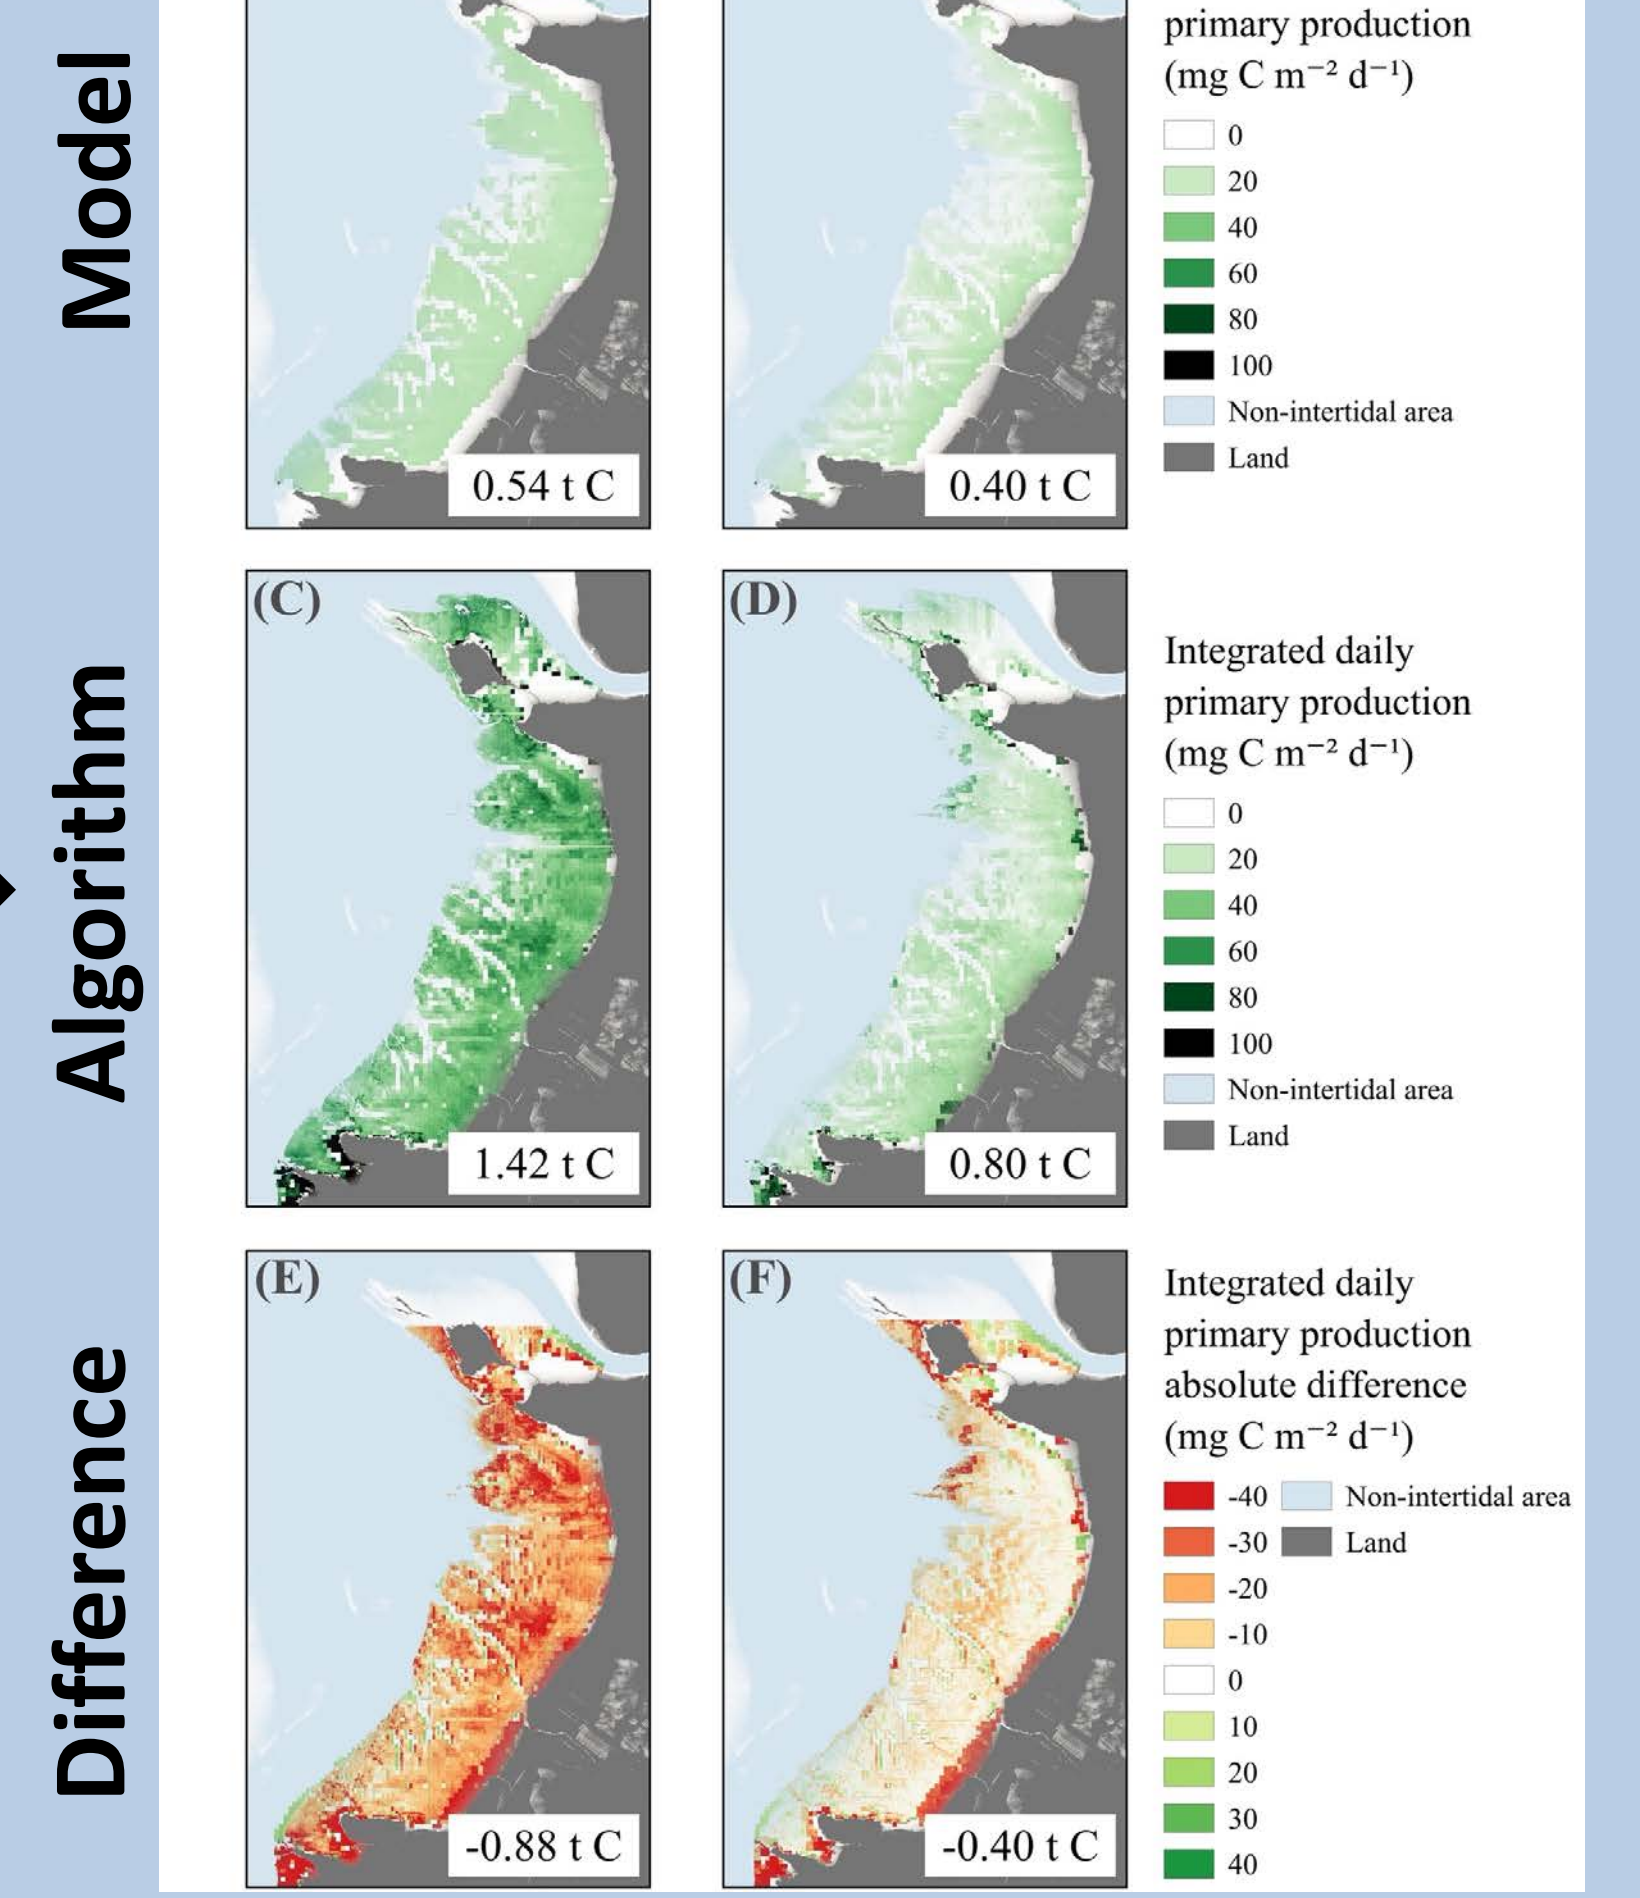 Model
primary production
(mg C m⁻² d⁻¹)
0
20
40
60
80
100
Non-intertidal area
Land
0.54 t C
0.40 t C
Algorithm
(C)
(D)
1.42 t C
0.80 t C
Integrated daily
primary production
(mg C m⁻² d⁻¹)
0
20
40
60
80
100
Non-intertidal area
Land
Difference
(E)
(F)
-0.88 t C
-0.40 t C
Integrated daily
primary production
absolute difference
(mg C m⁻² d⁻¹)
-40 Non-intertidal area
-30 Land
-20
-10
0
10
20
30
40